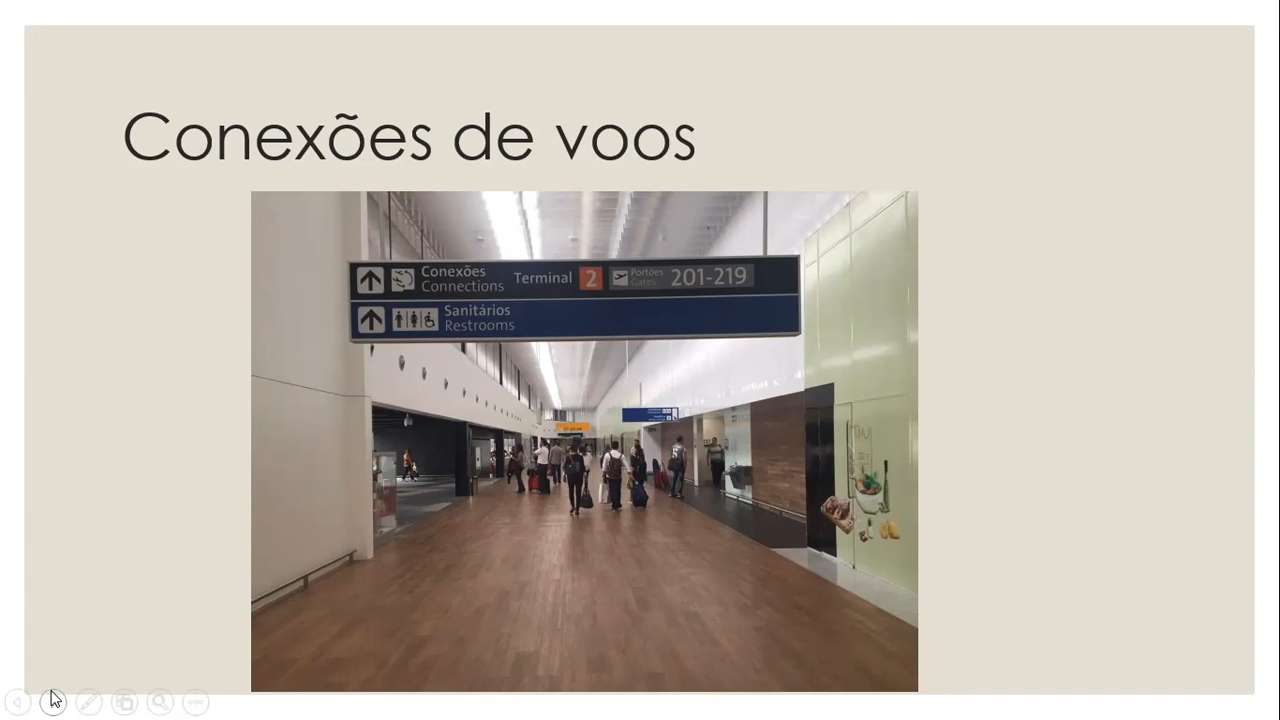 Conexões de voos
Conexões Terminal 2 Portões 201-219
Connections Gates
Sanitários
Restrooms